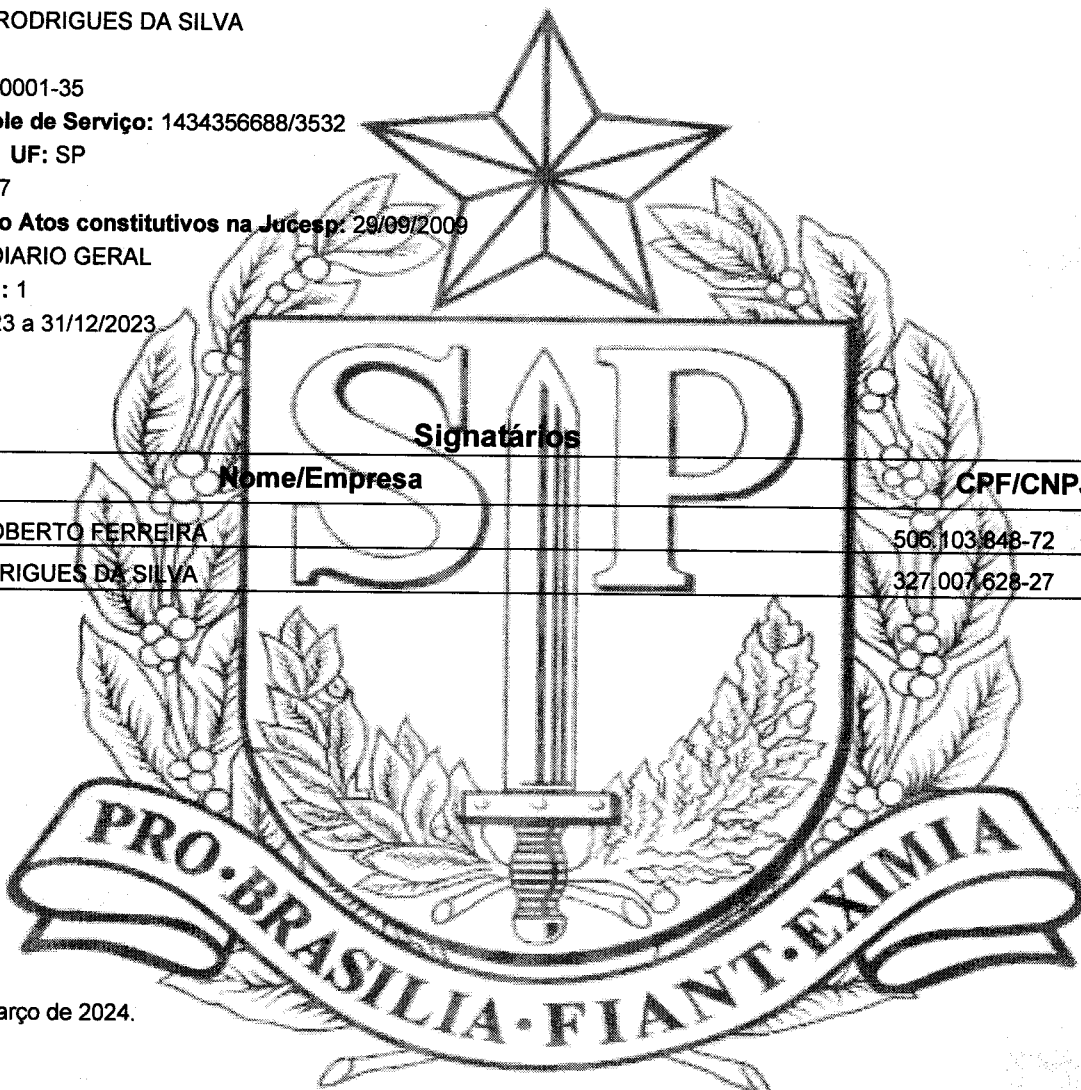 RODRIGUES DA SILVA
0001-35
ole de Serviço: 1434356688/3532
UF: SP
7
o Atos constitutivos na Jucesp: 29/09/2009
DIARIO GERAL
: 1
23 a 31/12/2023
SP
Signatários
Nome/Empresa CPF/CNPJ
OBERTO FERREIRA 506.103.848-72
RIGUES DA SILVA 327.007.628-27
PRO·BRASILIA·FIANT·EXIMIA
arço de 2024.